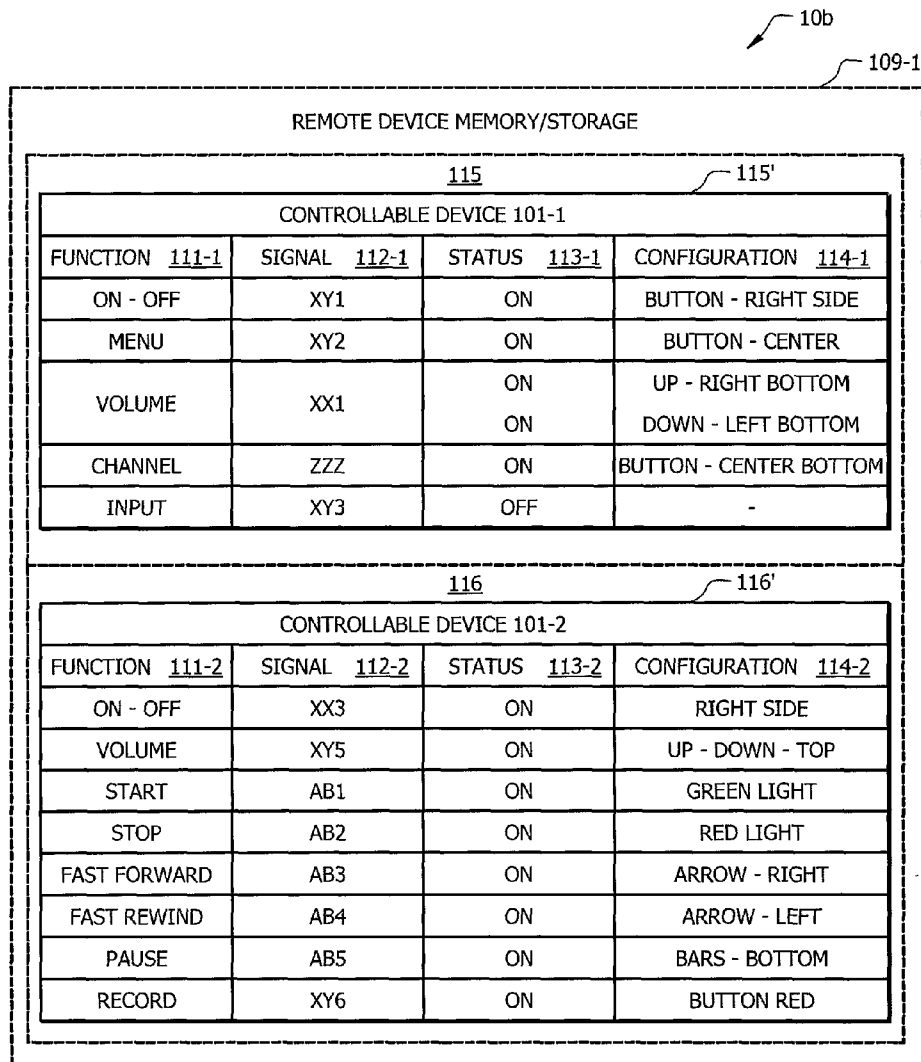 10b
109-1
REMOTE DEVICE MEMORY/STORAGE
115
115'
CONTROLLABLE DEVICE 101-1
FUNCTION 111-1 SIGNAL 112-1 STATUS 113-1 CONFIGURATION 114-1
ON - OFF XY1 ON BUTTON - RIGHT SIDE
MENU XY2 ON BUTTON - CENTER
VOLUME XX1 ON UP - RIGHT BOTTOM
ON DOWN - LEFT BOTTOM
CHANNEL ZZZ ON BUTTON - CENTER BOTTOM
INPUT XY3 OFF -
116
116'
CONTROLLABLE DEVICE 101-2
FUNCTION 111-2 SIGNAL 112-2 STATUS 113-2 CONFIGURATION 114-2
ON - OFF XX3 ON RIGHT SIDE
VOLUME XY5 ON UP - DOWN - TOP
START AB1 ON GREEN LIGHT
STOP AB2 ON RED LIGHT
FAST FORWARD AB3 ON ARROW - RIGHT
FAST REWIND AB4 ON ARROW - LEFT
PAUSE AB5 ON BARS - BOTTOM
RECORD XY6 ON BUTTON RED